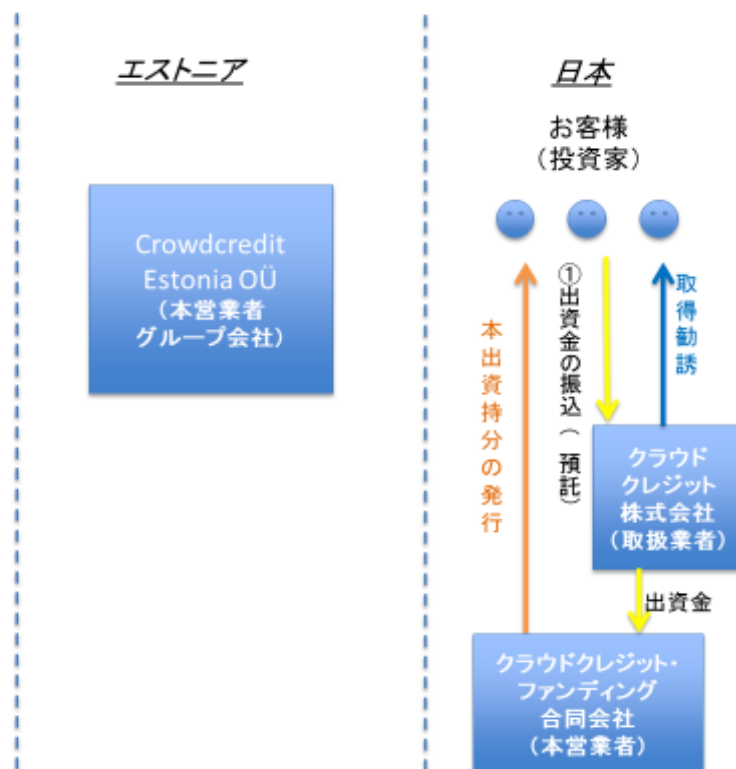 エストニア
Crowdcredit
Estonia OÜ
(本営業者
グループ会社)
日本
お客様
(投資家)
本出資持分の発行
①出資金の振込(預託)
取得勧誘
クラウド
クレジット
株式会社
(取扱業者)
出資金
クラウドクレジット・
ファンディング
合同会社
(本営業者)